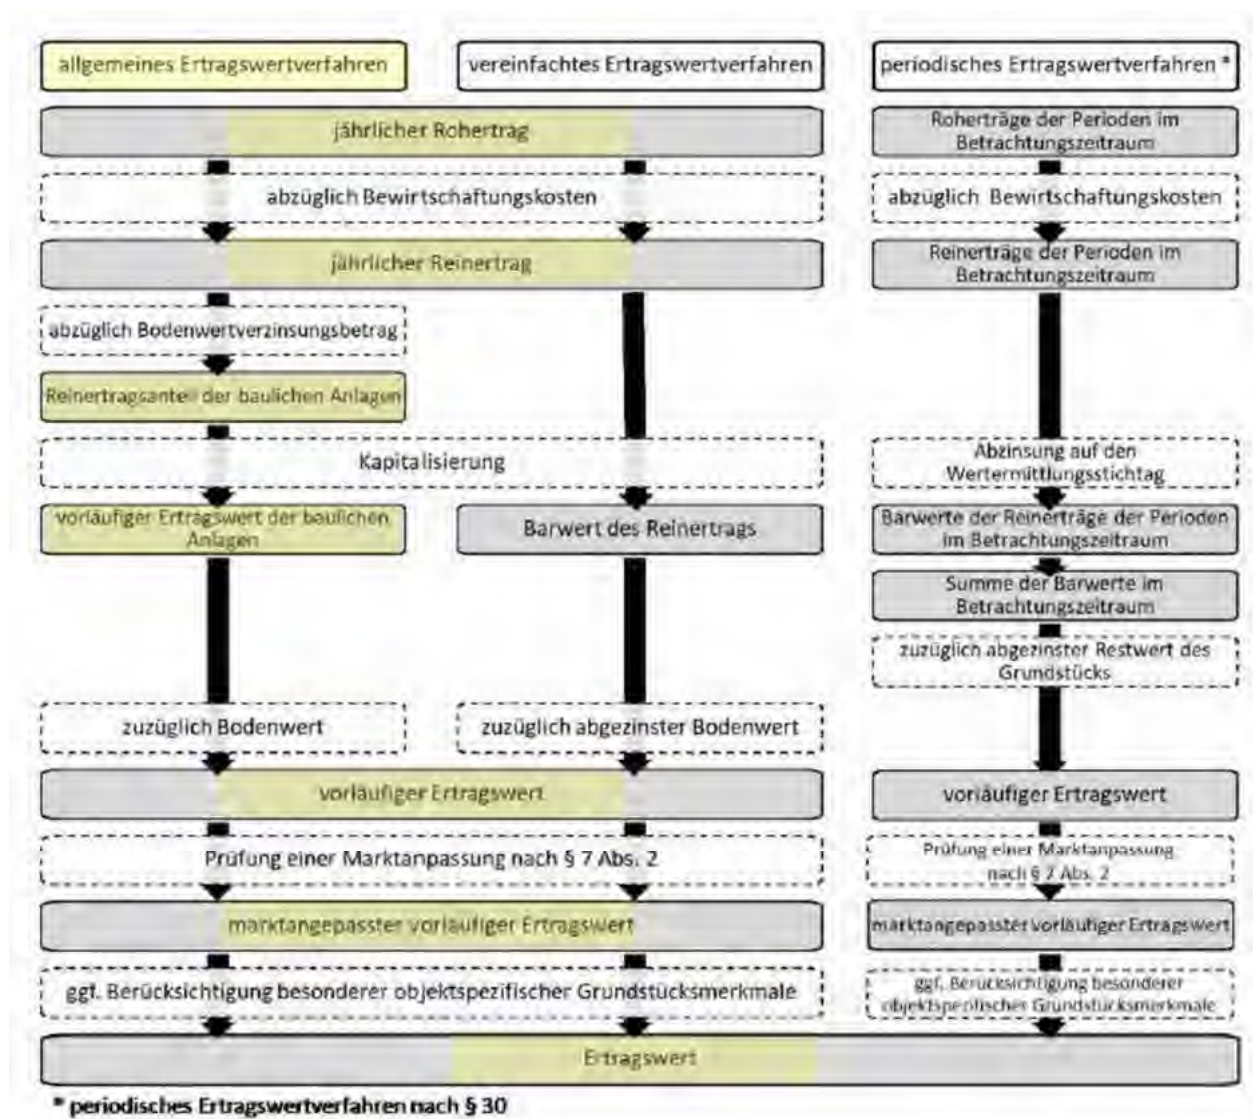 allgemeines Ertragswertverfahren
vereinfachtes Ertragswertverfahren
periodisches Ertragswertverfahren *
jährlicher Rohertrag
Roherträge der Perioden im
Betrachtungszeitraum
abzüglich Bewirtschaftungskosten
abzüglich Bewirtschaftungskosten
jährlicher Reinertrag
Reinerträge der Perioden im
Betrachtungszeitraum
abzüglich Bodenwertverzinsungsbetrag
Reinertragsanteil der baulichen Anlagen
Kapitalisierung
Abzinsung auf den
Wertermittlungsstichtag
vorläufiger Ertragswert der baulichen
Anlagen
Barwert des Reinertrags
Barwerte der Reinerträge der Perioden
im Betrachtungszeitraum
Summe der Barwerte im
Betrachtungszeitraum
zuzüglich abgezinster Restwert des
Grundstücks
zuzüglich Bodenwert
zuzüglich abgezinster Bodenwert
vorläufiger Ertragswert
vorläufiger Ertragswert
Prüfung einer Marktanpassung nach § 7 Abs. 2
Prüfung einer Marktanpassung
nach § 7 Abs. 2
marktangepasster vorläufiger Ertragswert
marktangepasster vorläufiger Ertragswert
ggf. Berücksichtigung besonderer objektspezifischer Grundstücksmerkmale
ggf. Berücksichtigung besonderer
objektspezifischer Grundstücksmerkmale
Ertragswert
* periodisches Ertragswertverfahren nach § 30